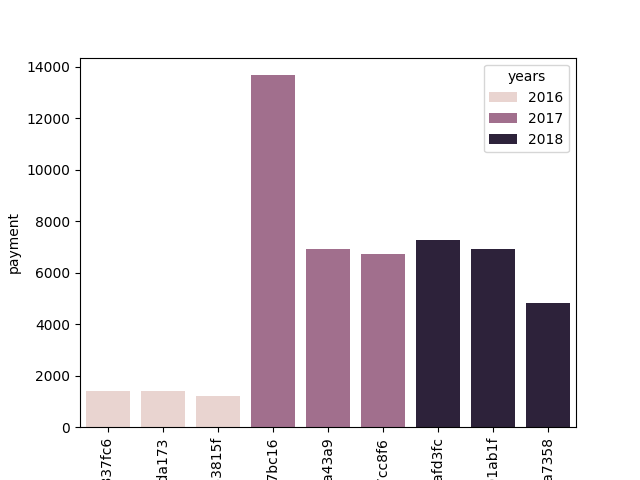 14000
12000
10000
8000
6000
4000
2000
0
payment
years
2016
2017
2018
da173
3815f
7bc16
a43a9
cc8f6
afd3fc
1ab1f
a7358
337fc6